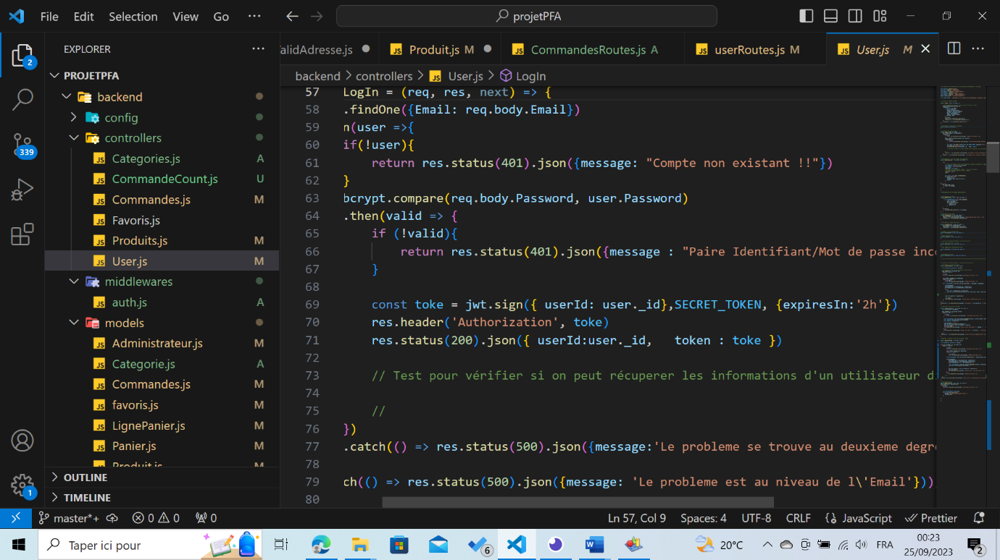 File Edit Selection View Go ··· projetPFA
EXPLORER ···
alidAdresse.js
Produit.js M
CommandesRoutes.js A
userRoutes.js M
User.js M
PROJETPFA
backend > controllers > User.js > LogIn
backend
config
controllers
Categories.js A
CommandeCount.js U
Commandes.js M
Favoris.js
Produits.js M
User.js M
middlewares
auth.js A
models
Administrateur.js M
Categorie.js A
Commandes.js M
favoris.js M
LignePanier.js M
Panier.js M
Produit.js M
OUTLINE
TIMELINE
2
339
1
57 LogIn = (req, res, next) => {
58 .findOne({Email: req.body.Email})
59 n(user =>{
60 if(!user){
61 return res.status(401).json({message: "Compte non existant !!"})
62 }
63 bcrypt.compare(req.body.Password, user.Password)
64 .then(valid => {
65 if (!valid){
66 return res.status(401).json({message : "Paire Identifiant/Mot de passe inc
67 }
68
69 const toke = jwt.sign({ userId: user._id},SECRET_TOKEN, {expiresIn:'2h'})
70 res.header('Authorization', toke)
71 res.status(200).json({ userId:user._id, token : toke })
72
73 // Test pour vérifier si on peut récuperer les informations d'un utilisateur d
74
75 //
76 })
77 .catch(() => res.status(500).json({message:'Le probleme se trouve au deuxieme degr
78
79 ch(() => res.status(500).json({message: 'Le probleme est au niveau de l\'Email'}))
80
master*+ 0 0 0 Ln 57, Col 9 Spaces: 4 UTF-8 CRLF {} JavaScript Prettier
Taper ici pour 6 20°C FRA 00:23
25/09/2023 2